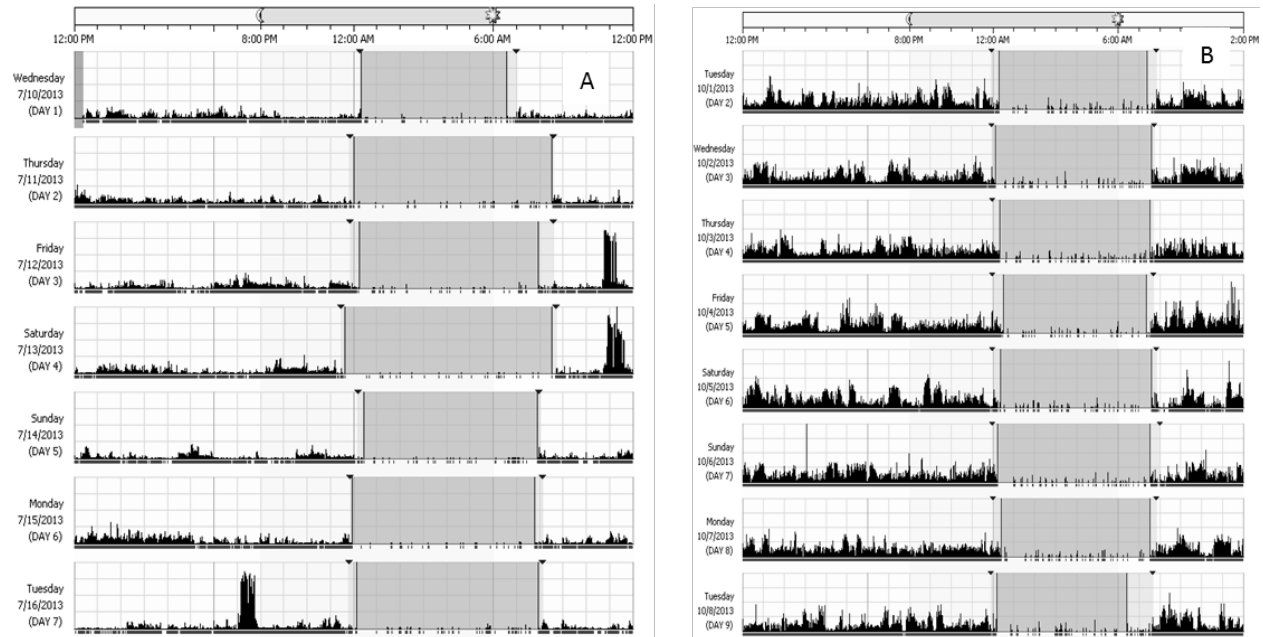 12:00 PM 8:00 PM 12:00 AM 6:00 AM 12:00 PM
A
Wednesday
7/10/2013
(DAY 1)
Thursday
7/11/2013
(DAY 2)
Friday
7/12/2013
(DAY 3)
Saturday
7/13/2013
(DAY 4)
Sunday
7/14/2013
(DAY 5)
Monday
7/15/2013
(DAY 6)
Tuesday
7/16/2013
(DAY 7)
12:00 PM 8:00 PM 12:00 AM 6:00 AM 2:00 PM
B
Tuesday
10/1/2013
(DAY 2)
Wednesday
10/2/2013
(DAY 3)
Thursday
10/3/2013
(DAY 4)
Friday
10/4/2013
(DAY 5)
Saturday
10/5/2013
(DAY 6)
Sunday
10/6/2013
(DAY 7)
Monday
10/7/2013
(DAY 8)
Tuesday
10/8/2013
(DAY 9)